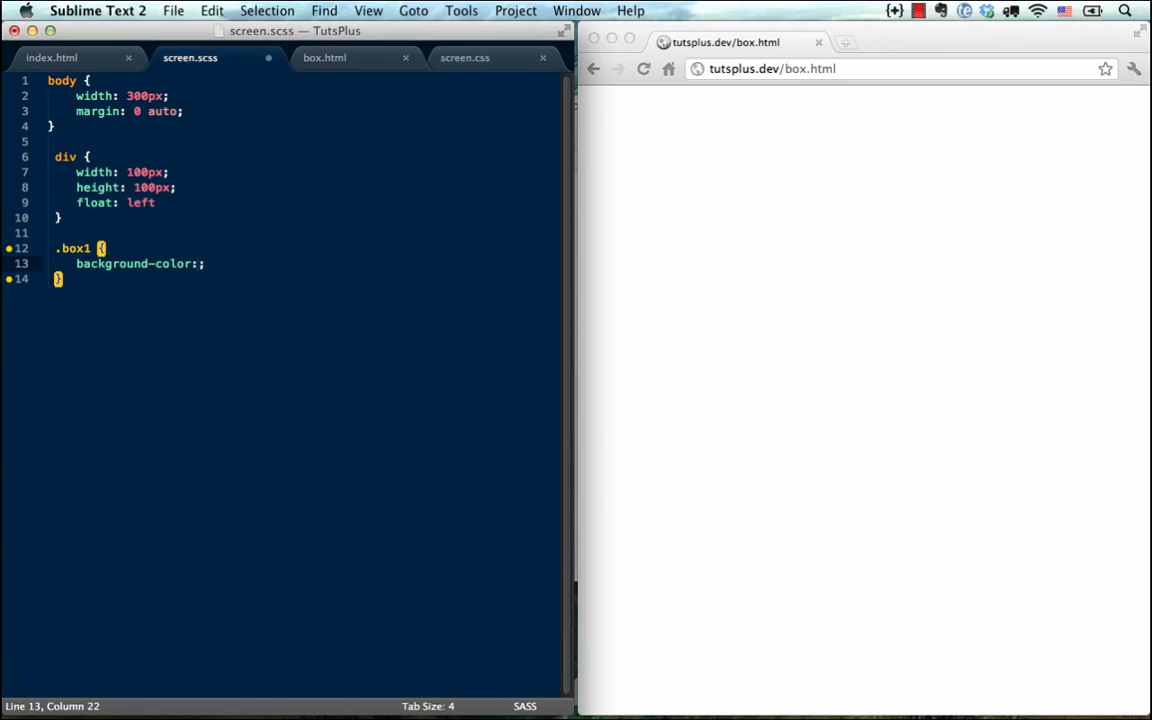 Sublime Text 2 File Edit Selection Find View Goto Tools Project Window Help
screen.scss — TutsPlus
index.html × screen.scss box.html × screen.css ×
1 body {
2 width: 300px;
3 margin: 0 auto;
4 }
5
6 div {
7 width: 100px;
8 height: 100px;
9 float: left
10 }
11
12 .box1 {
13 background-color:;
14 }
Line 13, Column 22 Tab Size: 4 SASS
tutsplus.dev/box.html ×
tutsplus.dev/box.html